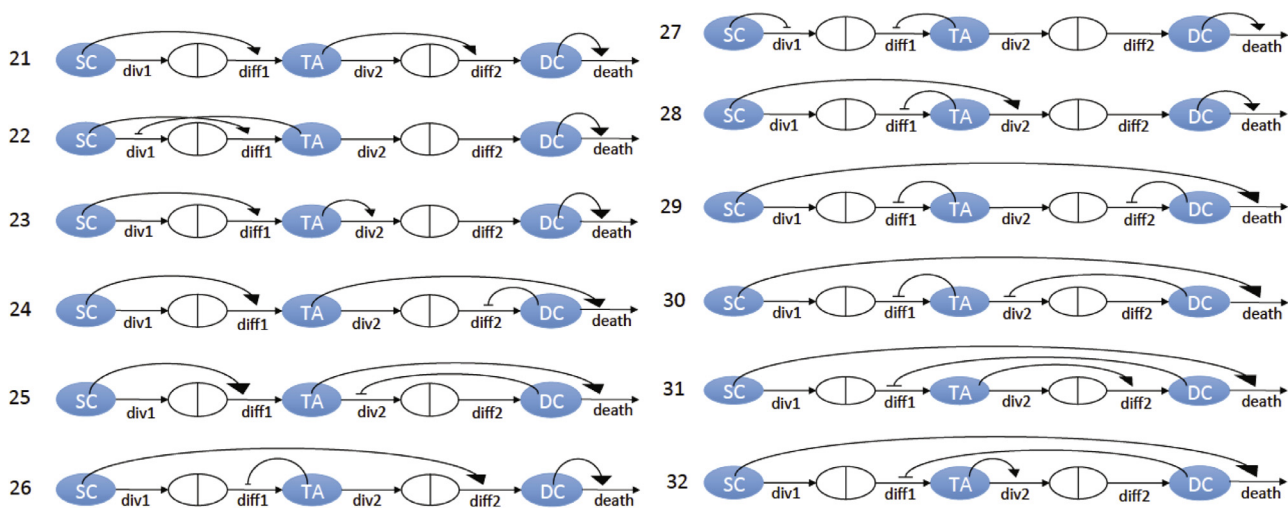 21
SC TA DC
div1 diff1 div2 diff2 death
22
SC TA DC
div1 diff1 div2 diff2 death
23
SC TA DC
div1 diff1 div2 diff2 death
24
SC TA DC
div1 diff1 div2 diff2 death
25
SC TA DC
div1 diff1 div2 diff2 death
26
SC TA DC
div1 diff1 div2 diff2 death
27
SC TA DC
div1 diff1 div2 diff2 death
28
SC TA DC
div1 diff1 div2 diff2 death
29
SC TA DC
div1 diff1 div2 diff2 death
30
SC TA DC
div1 diff1 div2 diff2 death
31
SC TA DC
div1 diff1 div2 diff2 death
32
SC TA DC
div1 diff1 div2 diff2 death